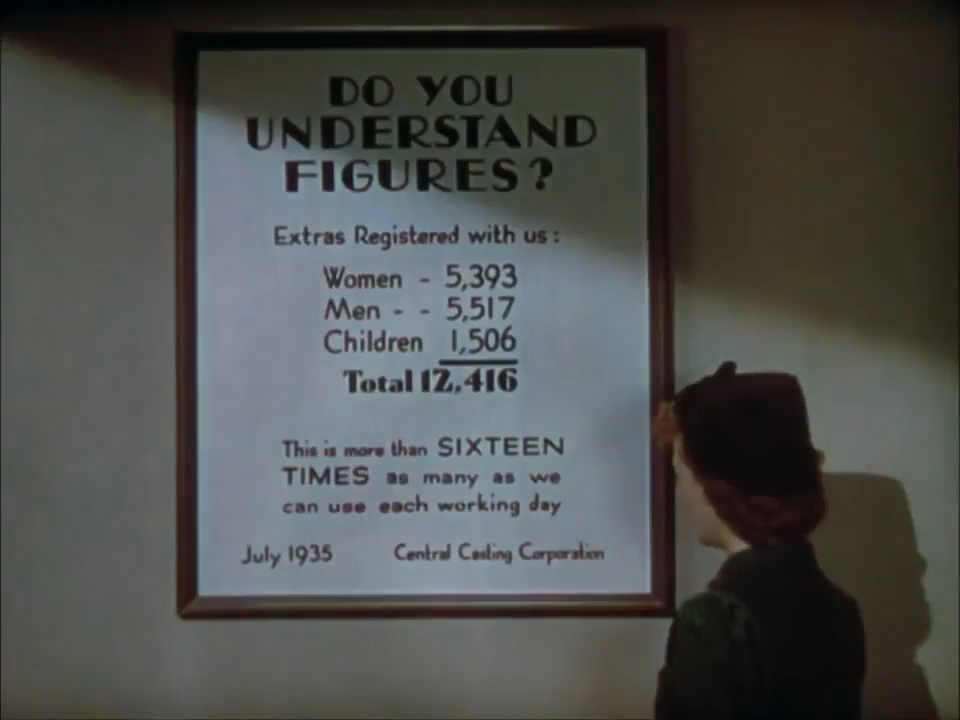 DO YOU
UNDERSTAND
FIGURES?
Extras Registered with us:
Women - 5,393
Men - - 5,517
Children 1,506
Total 12,416
This is more than SIXTEEN
TIMES as many as we
can use each working day
July 1935 Central Casting Corporation